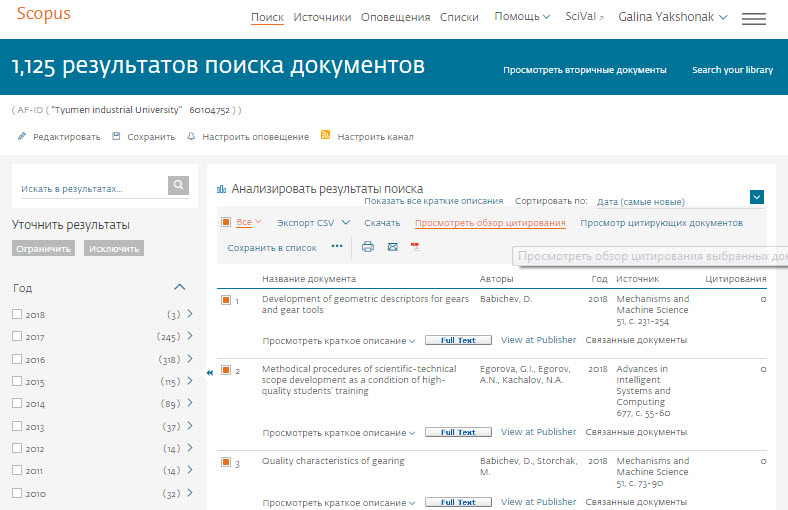 Scopus
Поиск Источники Оповещения Списки Помощь SciVal Galina Yakshonak
1,125 результатов поиска документов
Просмотреть вторичные документы Search your library
( AF-ID ( "Tyumen industrial University" 60104752 ) )
Редактировать Сохранить Настроить оповещение Настроить канал
Искать в результатах...
Уточнить результаты
Ограничить Исключить
Год
2018 (3)
2017 (245)
2016 (318)
2015 (115)
2014 (89)
2013 (37)
2012 (14)
2011 (14)
2010 (32)
Анализировать результаты поиска
Показать все краткие описания Сортировать по: Дата (самые новые)
Все Экспорт CSV Скачать Просмотреть обзор цитирования Просмотр цитирующих документов
Сохранить в список •••
Просмотреть обзор цитирования выбранных док
Название документа Авторы Год Источник Цитирования
1 Development of geometric descriptors for gears Babichev, D. 2018 Mechanisms and 0
and gear tools Machine Science
51, с. 231-254
Просмотреть краткое описание Full Text View at Publisher Связанные документы
2 Methodical procedures of scientific-technical Egorova, G.I., Egorov, 2018 Advances in 0
scope development as a condition of high- A.N., Kachalov, N.A. Intelligent
quality students' training Systems and
Computing
677, с. 55-60
Просмотреть краткое описание Full Text View at Publisher Связанные документы
3 Quality characteristics of gearing Babichev, D., Storchak, 2018 Mechanisms and 0
M. Machine Science
51, с. 73-90
Просмотреть краткое описание Full Text View at Publisher Связанные документы